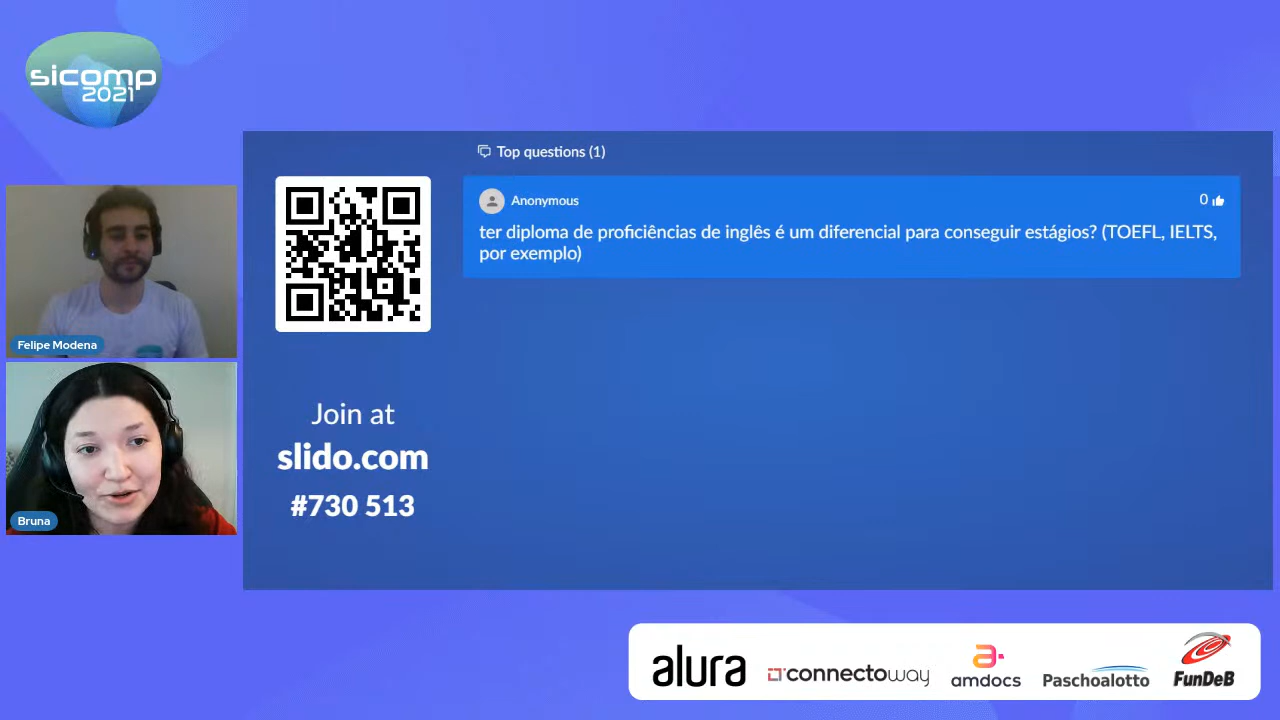 sicomp
2021
Top questions (1)
Anonymous
0
ter diploma de proficiências de inglês é um diferencial para conseguir estágios? (TOEFL, IELTS,
por exemplo)
Felipe Modena
Bruna
Join at
slido.com
#730 513
alura
connectoway
amdocs
Paschoalotto
FunDeB